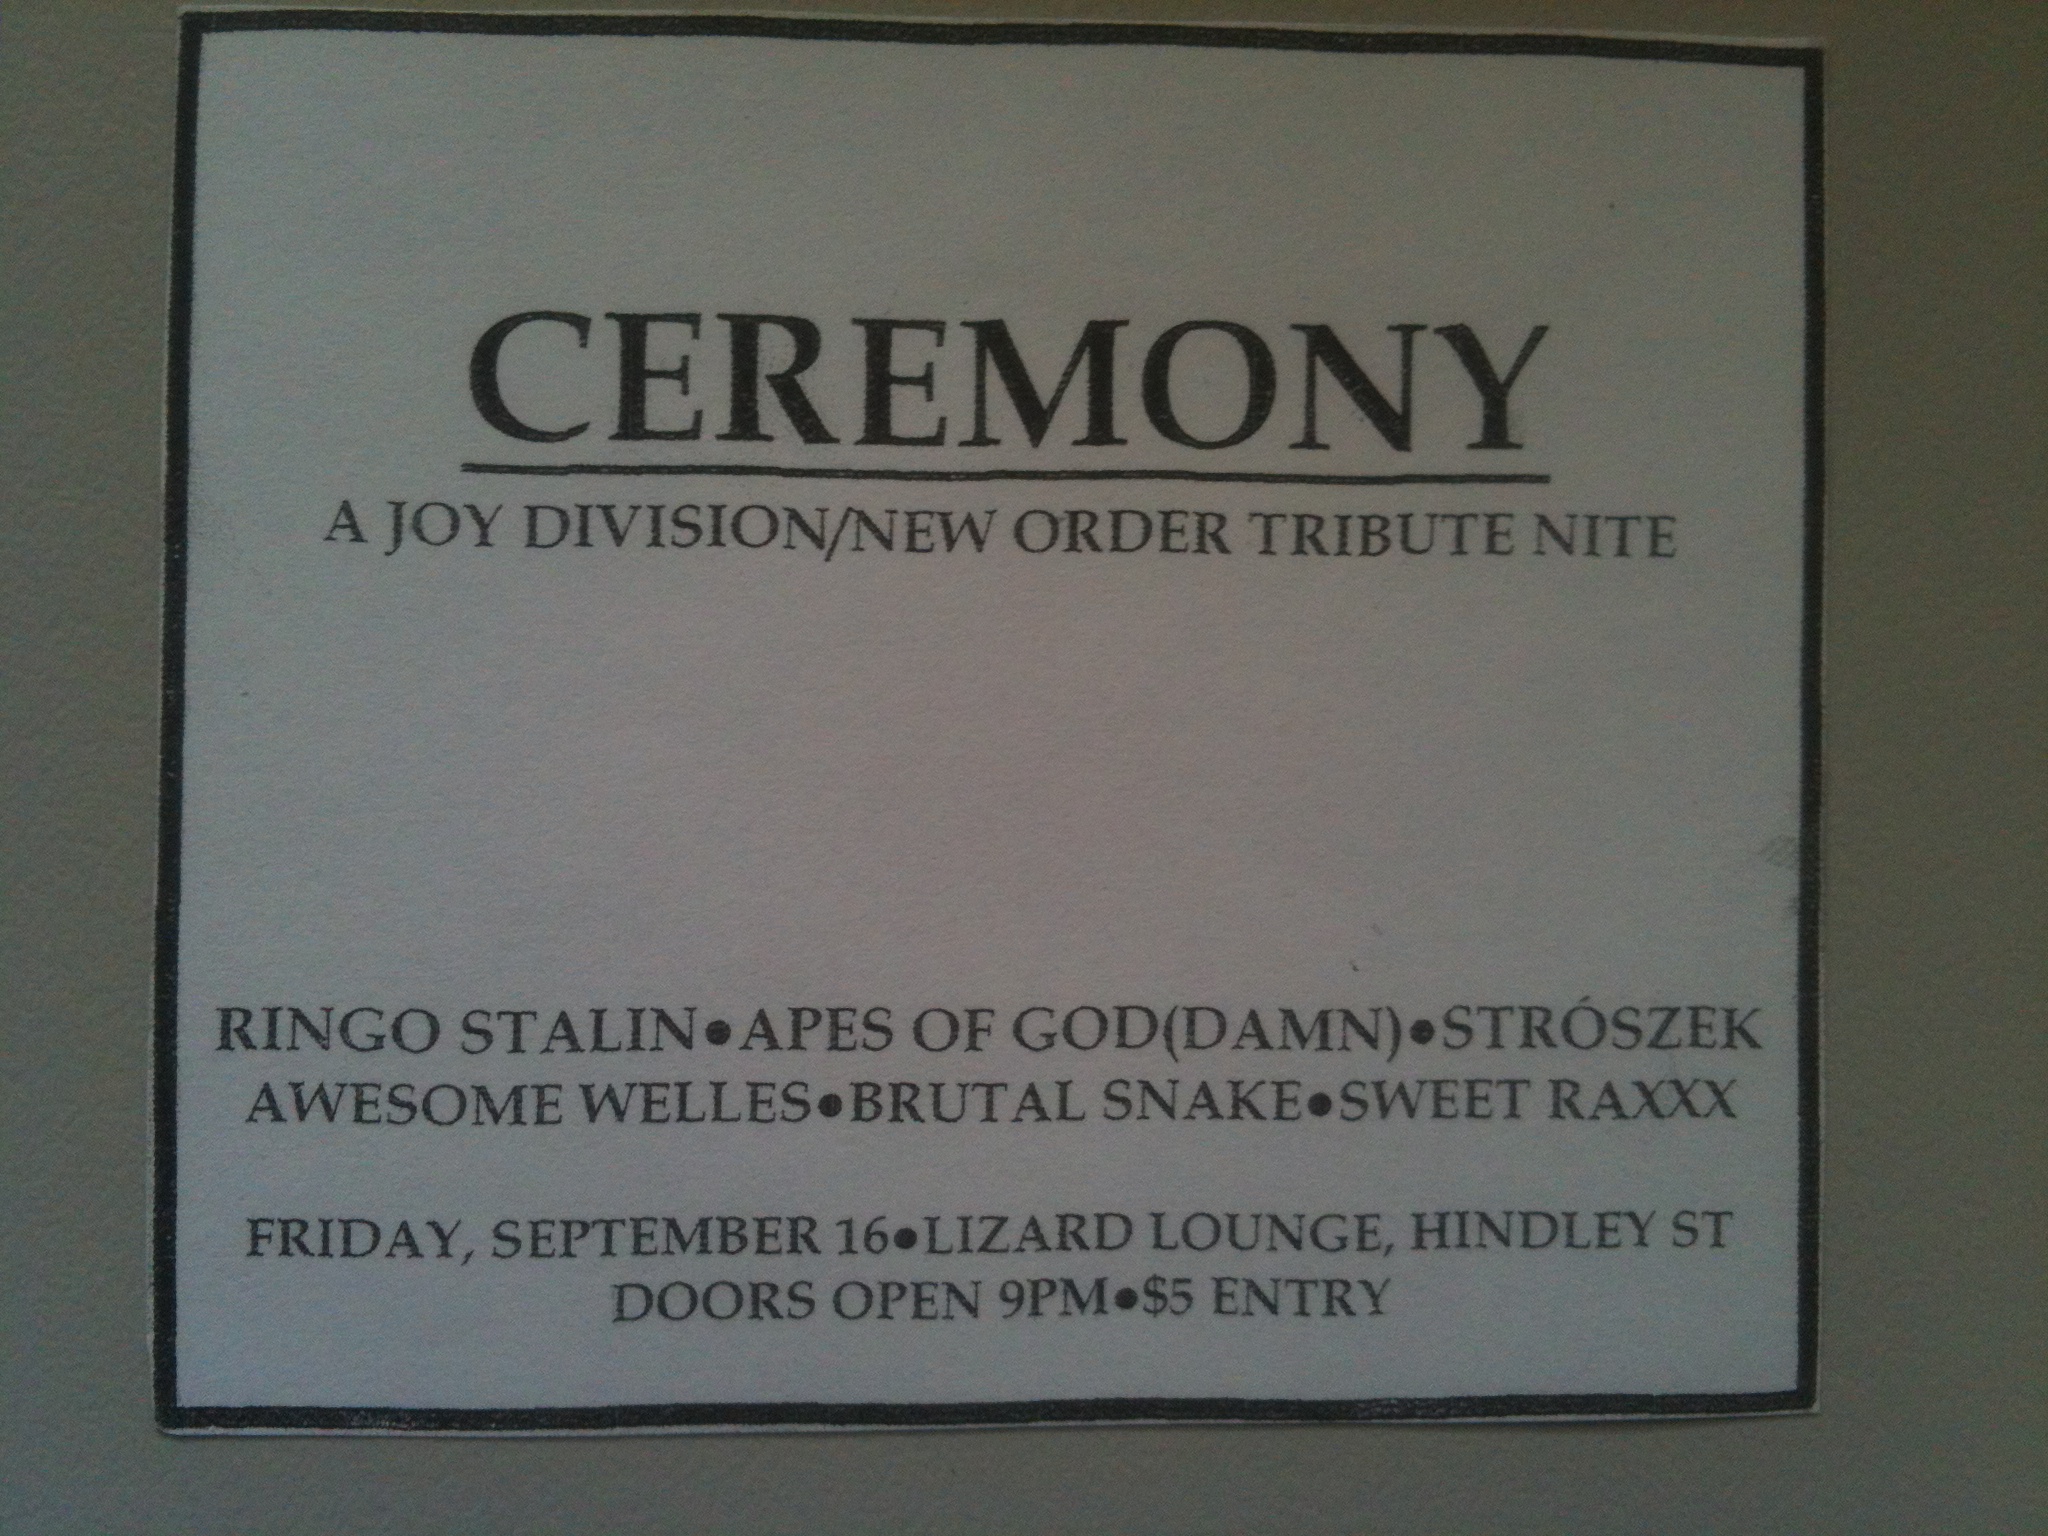 CEREMONY
A JOY DIVISION/NEW ORDER TRIBUTE NITE
RINGO STALIN•APES OF GOD(DAMN)•STRÓSZEK
AWESOME WELLES•BRUTAL SNAKE•SWEET RAXXX
FRIDAY, SEPTEMBER 16•LIZARD LOUNGE, HINDLEY ST
DOORS OPEN 9PM•$5 ENTRY